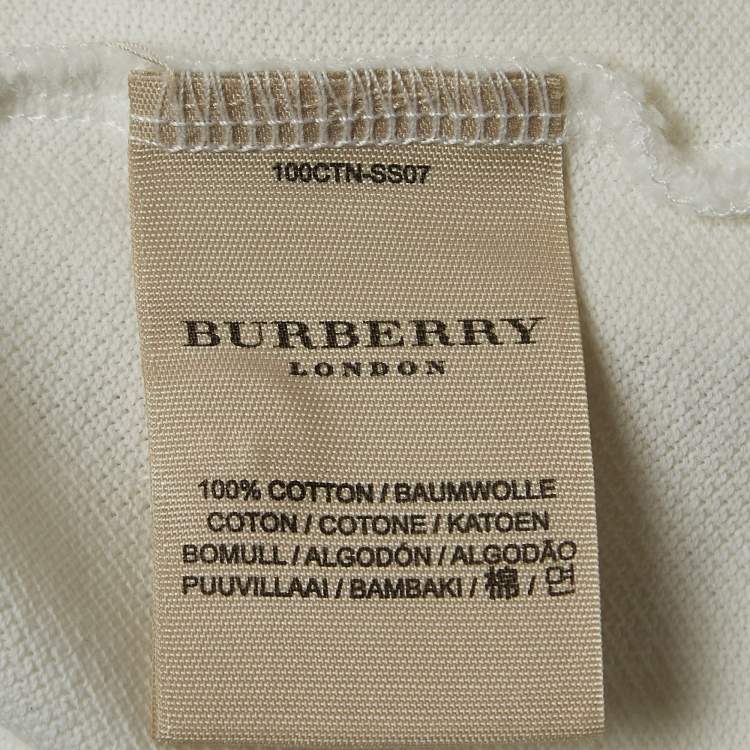 100CTN-SS07
BURBERRY
LONDON
100% COTTON / BAUMWOLLE
COTON / COTONE / KATOEN
BOMULL / ALGODÓN / ALGODÃO
PUUVILLAAI / BAMBAKI / 棉 / 면